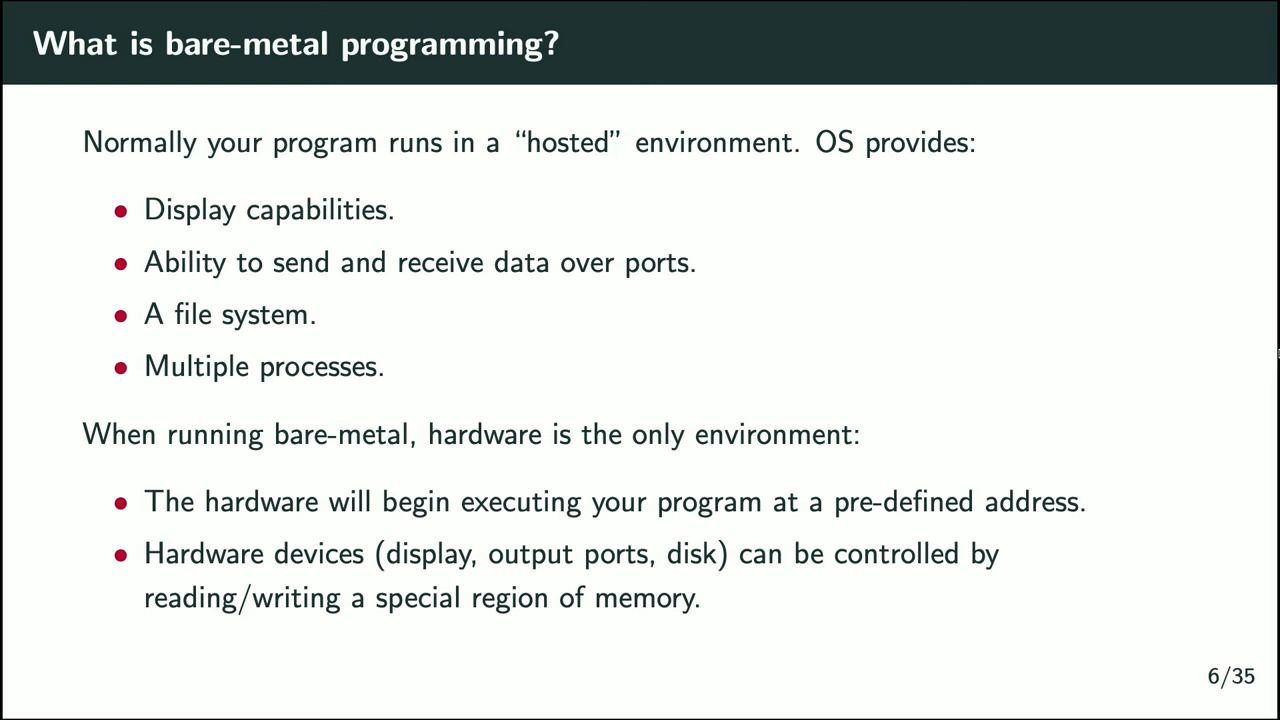 What is bare-metal programming?
Normally your program runs in a “hosted” environment. OS provides:
• Display capabilities.
• Ability to send and receive data over ports.
• A file system.
• Multiple processes.
When running bare-metal, hardware is the only environment:
• The hardware will begin executing your program at a pre-defined address.
• Hardware devices (display, output ports, disk) can be controlled by
reading/writing a special region of memory.
6/35